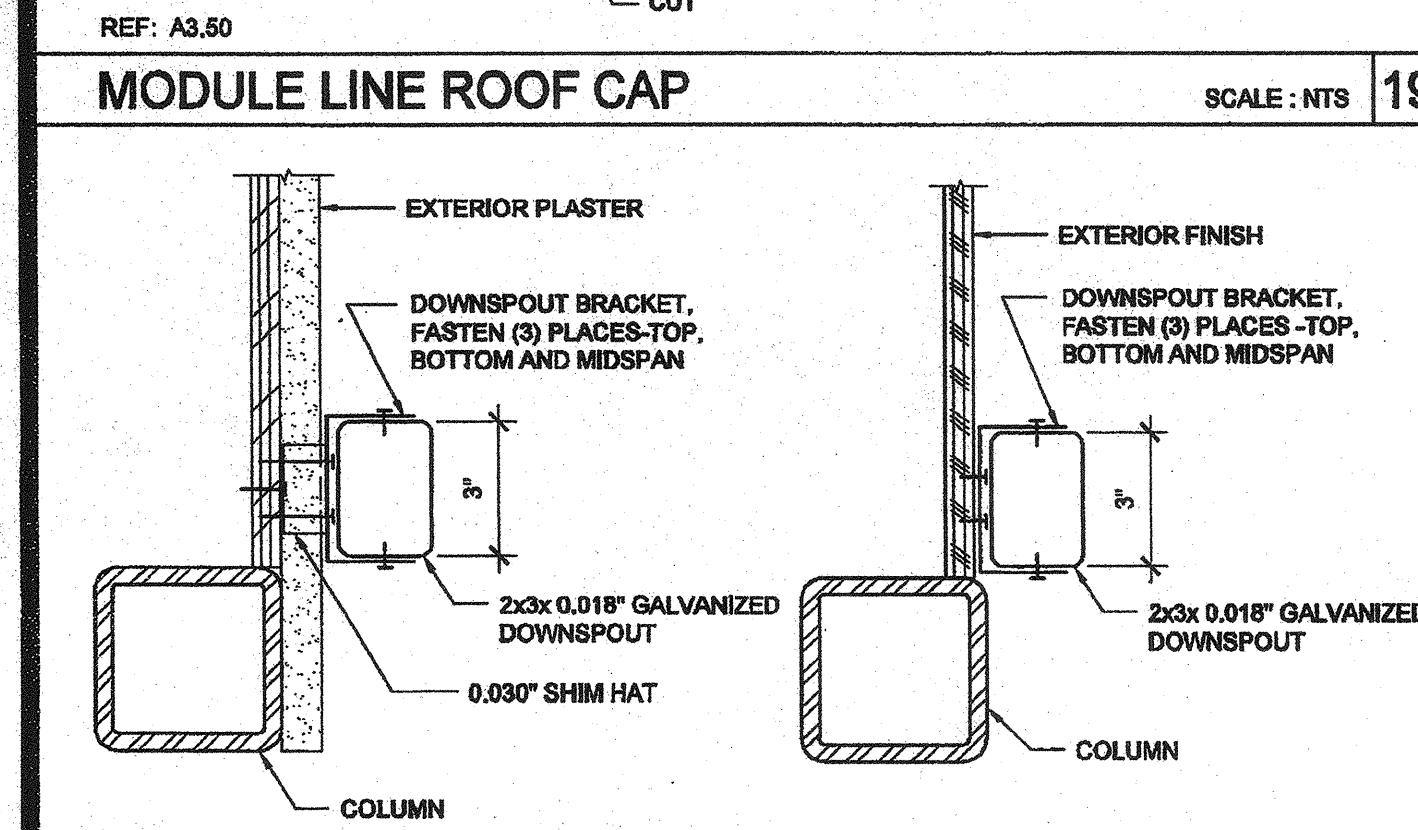 CUT
REF: A3.50
MODULE LINE ROOF CAP
SCALE : NTS
19
EXTERIOR PLASTER
DOWNSPOUT BRACKET,
FASTEN (3) PLACES-TOP,
BOTTOM AND MIDSPAN
3"
2x3x 0.018" GALVANIZED
DOWNSPOUT
0.030" SHIM HAT
COLUMN
EXTERIOR FINISH
DOWNSPOUT BRACKET,
FASTEN (3) PLACES -TOP,
BOTTOM AND MIDSPAN
3"
2x3x 0.018" GALVANIZED
DOWNSPOUT
COLUMN